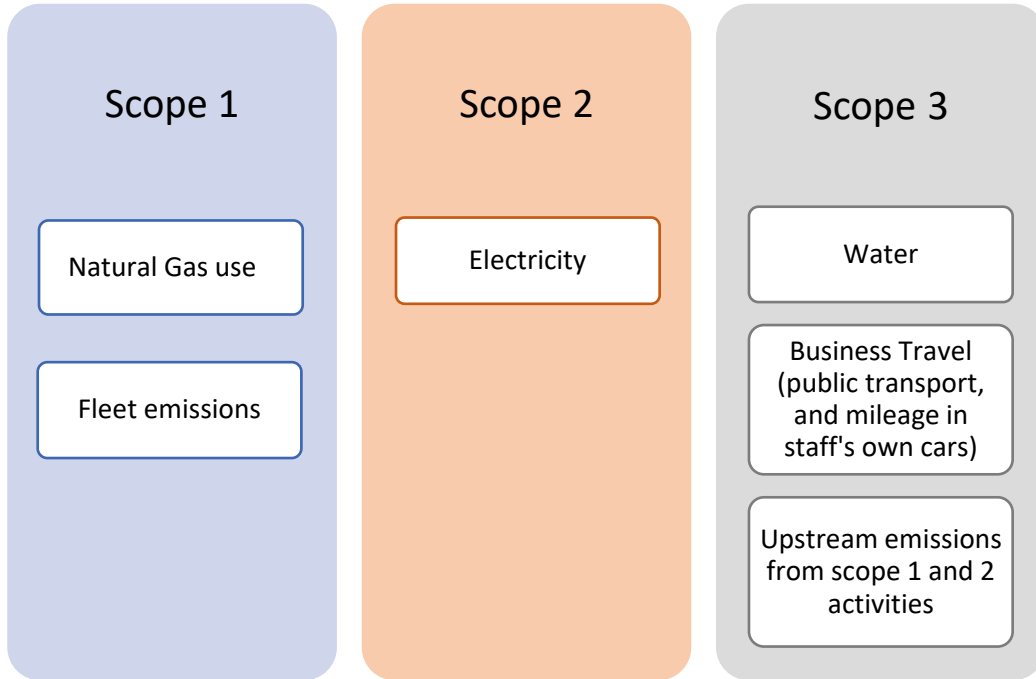 Scope 1
Natural Gas use
Fleet emissions
Scope 2
Electricity
Scope 3
Water
Business Travel
(public transport,
and mileage in
staff's own cars)
Upstream emissions
from scope 1 and 2
activities